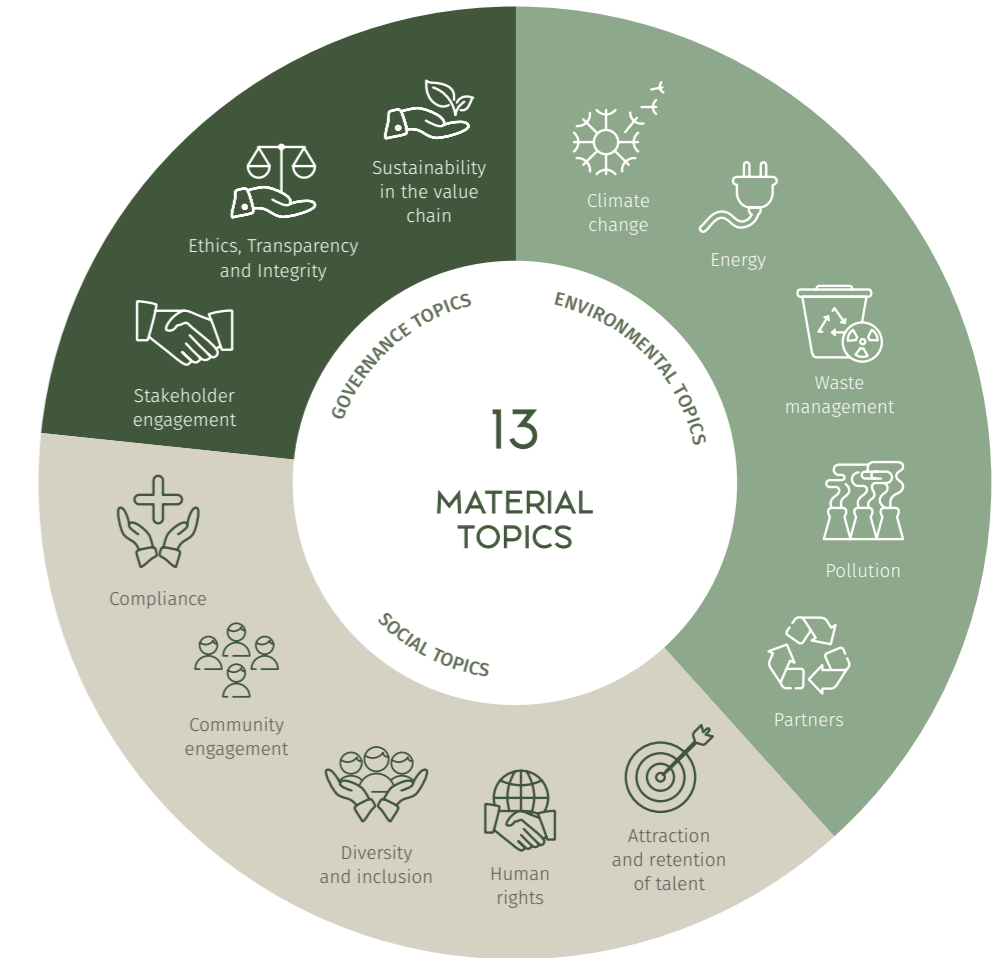 13
MATERIAL
TOPICS
ENVIRONMENTAL TOPICS
Climate
change
Energy
Waste
management
Pollution
Partners
SOCIAL TOPICS
Attraction
and retention
of talent
Human
rights
Diversity
and inclusion
Community
engagement
Compliance
GOVERNANCE TOPICS
Stakeholder
engagement
Ethics, Transparency
and Integrity
Sustainability
in the value
chain